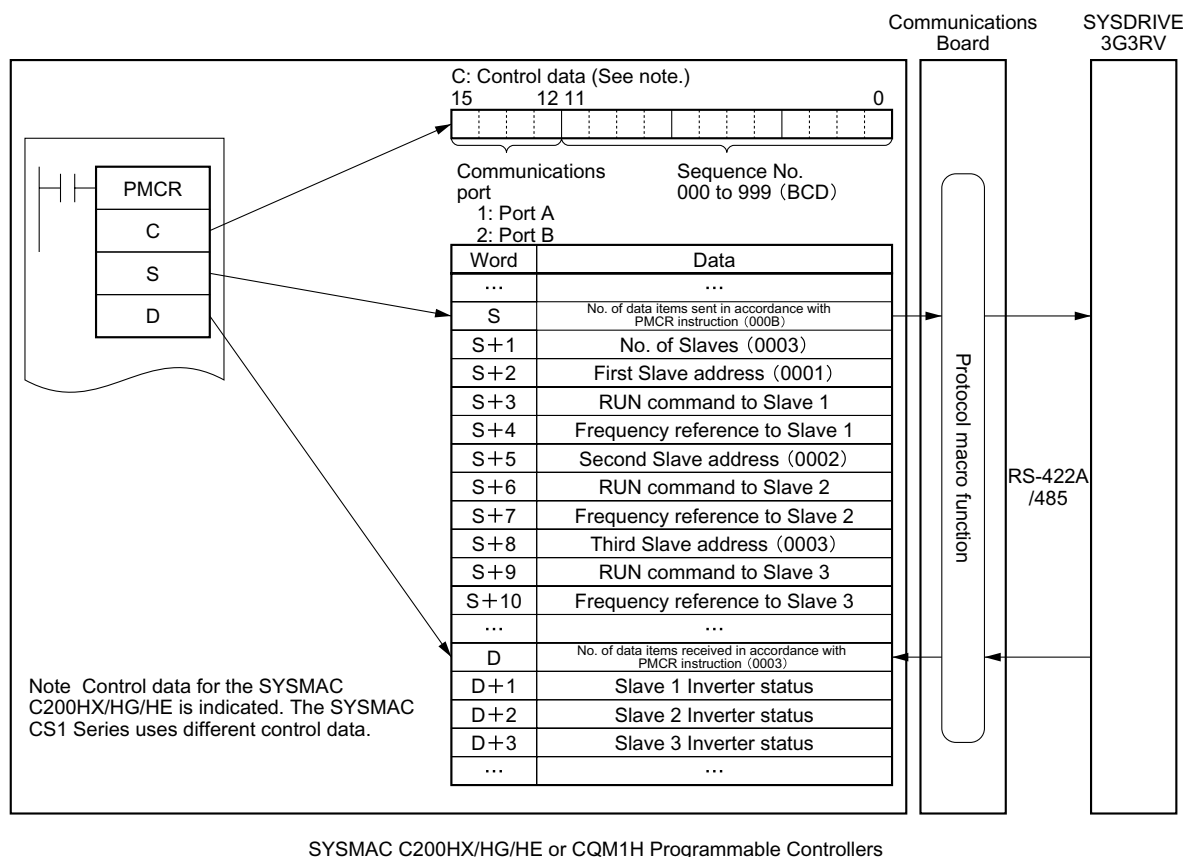 Communications
Board
SYSDRIVE
3G3RV
C: Control data (See note.)
15 12 11 0
Communications
port
1: Port A
2: Port B
Sequence No.
000 to 999 (BCD)
PMCR
C
S
D
Word Data
... ...
S No. of data items sent in accordance with
PMCR instruction (000B)
S+1 No. of Slaves (0003)
S+2 First Slave address (0001)
S+3 RUN command to Slave 1
S+4 Frequency reference to Slave 1
S+5 Second Slave address (0002)
S+6 RUN command to Slave 2
S+7 Frequency reference to Slave 2
S+8 Third Slave address (0003)
S+9 RUN command to Slave 3
S+10 Frequency reference to Slave 3
... ...
D No. of data items received in accordance with
PMCR instruction (0003)
D+1 Slave 1 Inverter status
D+2 Slave 2 Inverter status
D+3 Slave 3 Inverter status
... ...
Protocol macro function
RS-422A
/485
Note Control data for the SYSMAC
C200HX/HG/HE is indicated. The SYSMAC
CS1 Series uses different control data.
SYSMAC C200HX/HG/HE or CQM1H Programmable Controllers